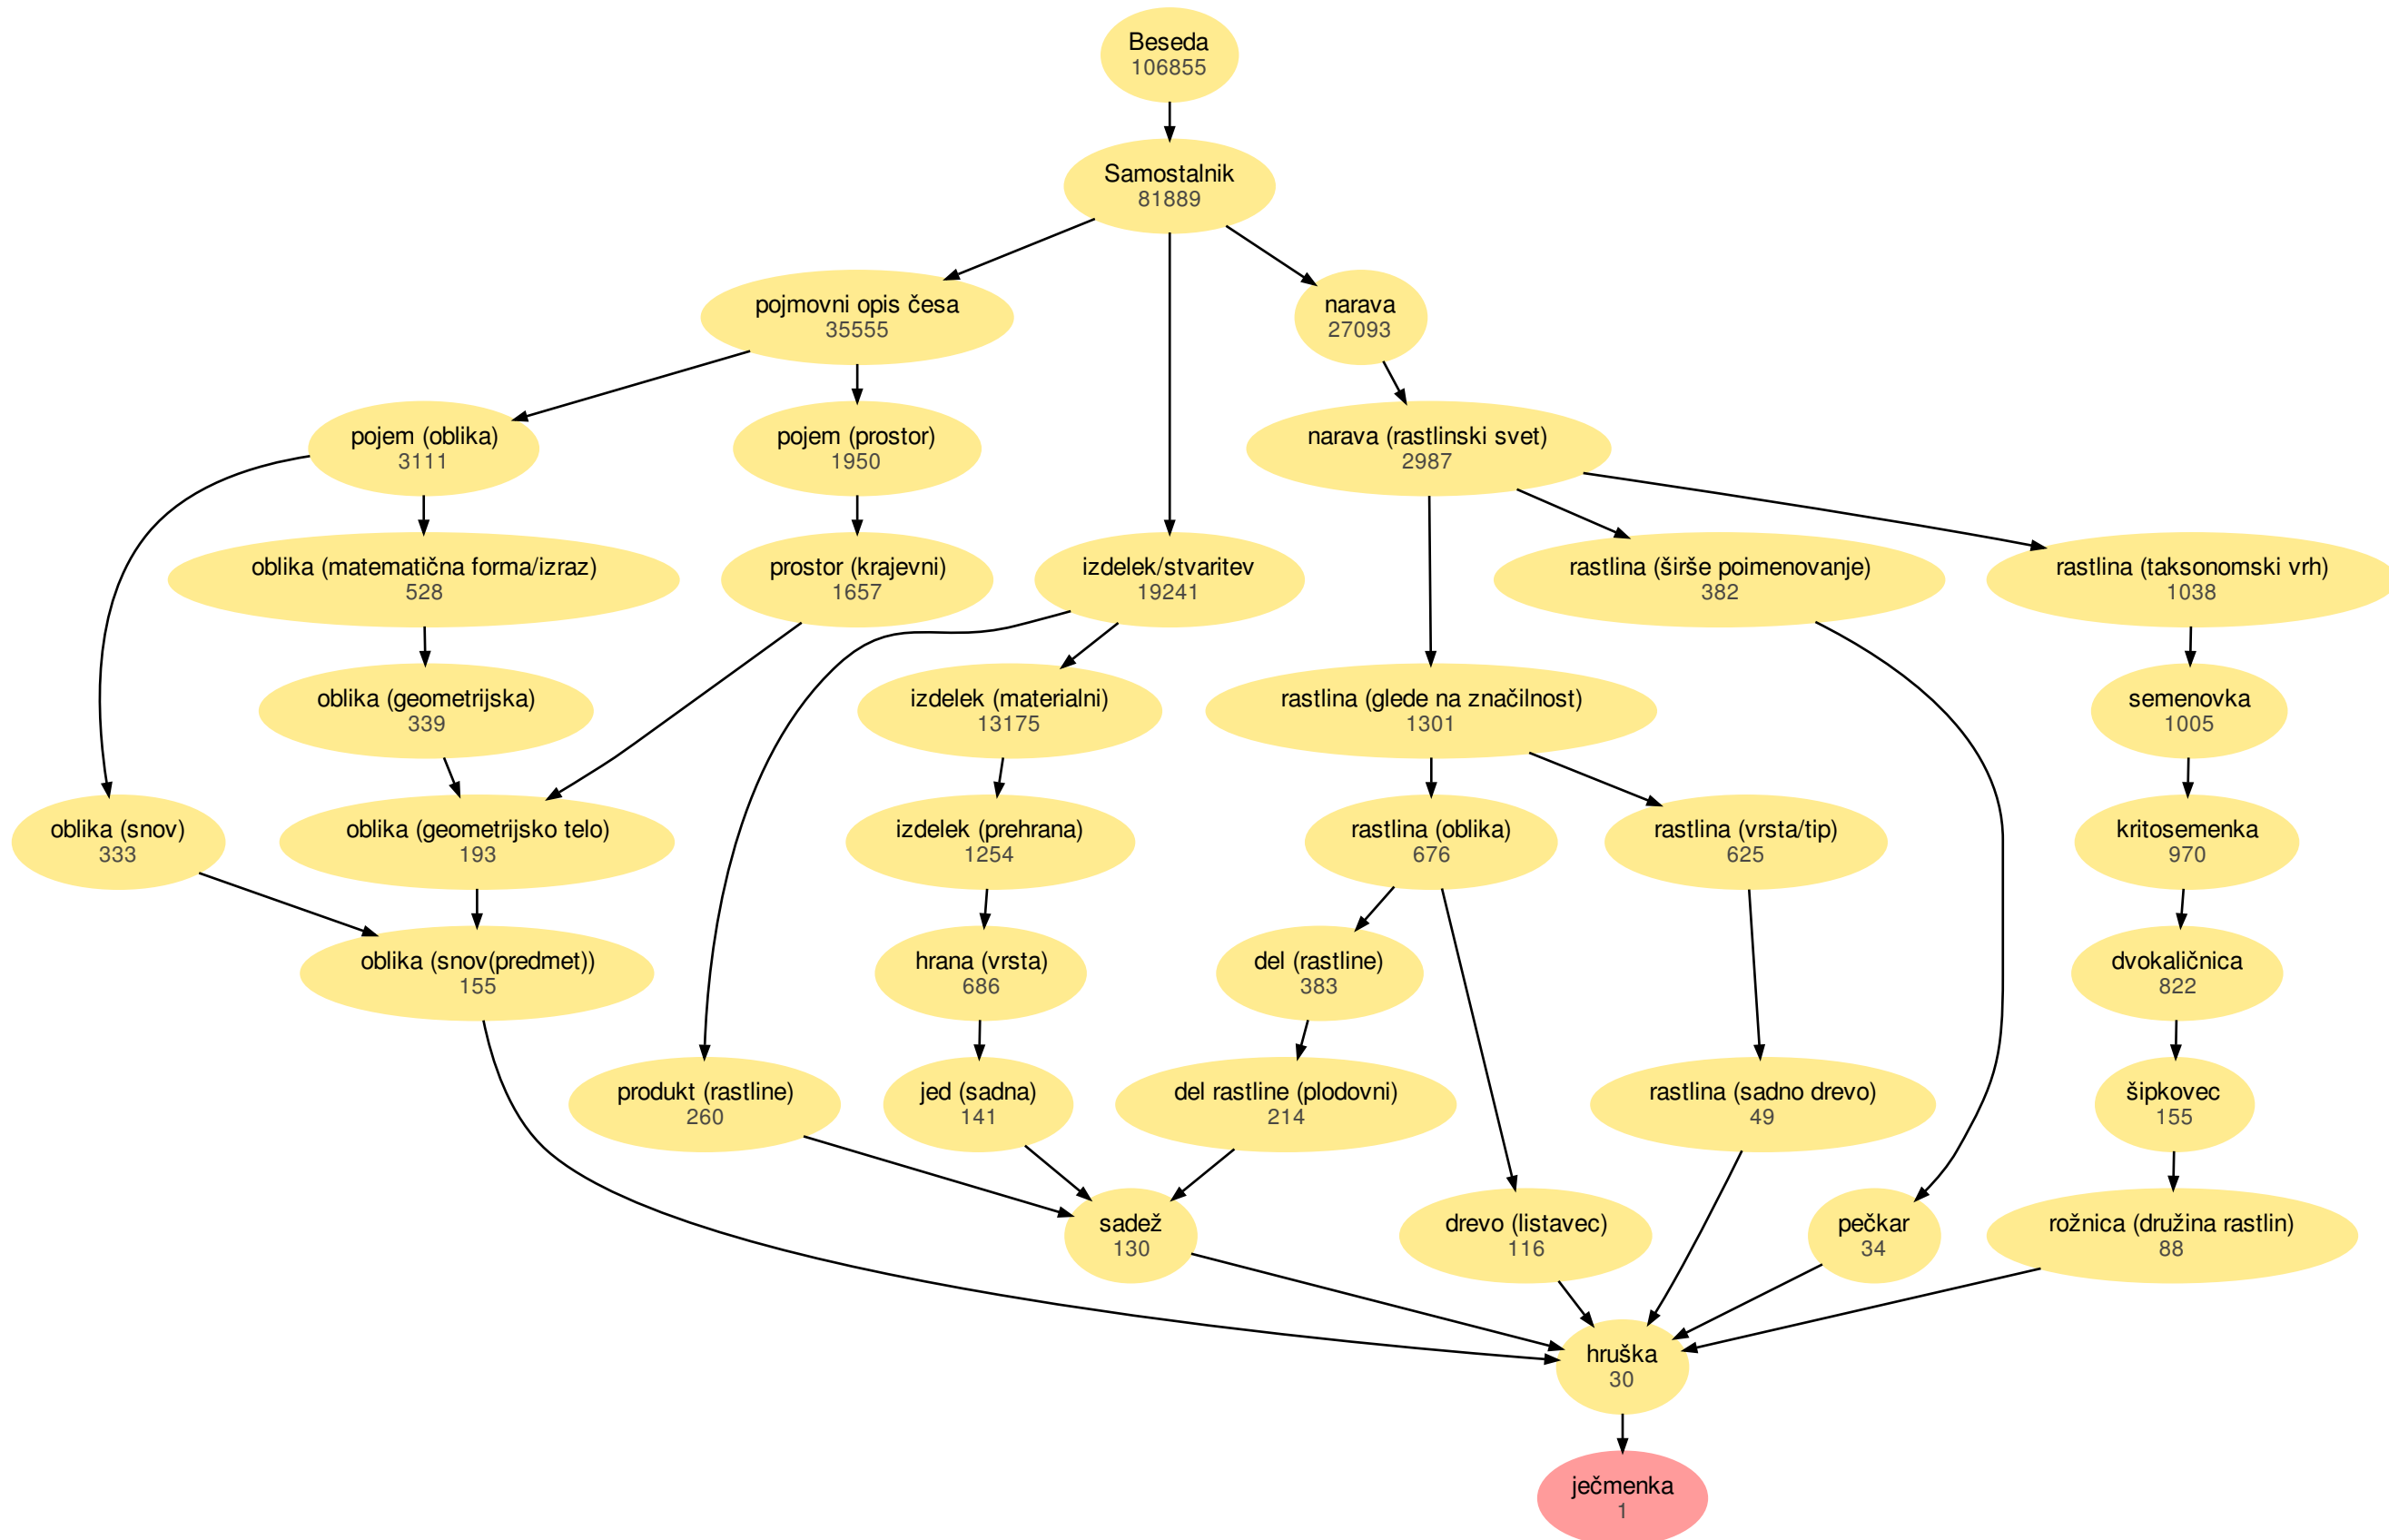 Beseda
106855
Samostalnik
81889
pojmovni opis česa
35555
narava
27093
pojem (oblika)
3111
pojem (prostor)
1950
narava (rastlinski svet)
2987
oblika (matematična forma/izraz)
528
prostor (krajevni)
1657
izdelek/stvaritev
19241
rastlina (širše poimenovanje)
382
rastlina (taksonomski vrh)
1038
oblika (geometrijska)
339
izdelek (materialni)
13175
rastlina (glede na značilnost)
1301
semenovka
1005
oblika (snov)
333
oblika (geometrijsko telo)
193
izdelek (prehrana)
1254
rastlina (oblika)
676
rastlina (vrsta/tip)
625
kritosemenka
970
oblika (snov(predmet))
155
hrana (vrsta)
686
del (rastline)
383
dvokaličnica
822
produkt (rastline)
260
jed (sadna)
141
del rastline (plodovni)
214
rastlina (sadno drevo)
49
šipkovec
155
sadež
130
drevo (listavec)
116
pečkar
34
rožnica (družina rastlin)
88
hruška
30
ječmenka
1